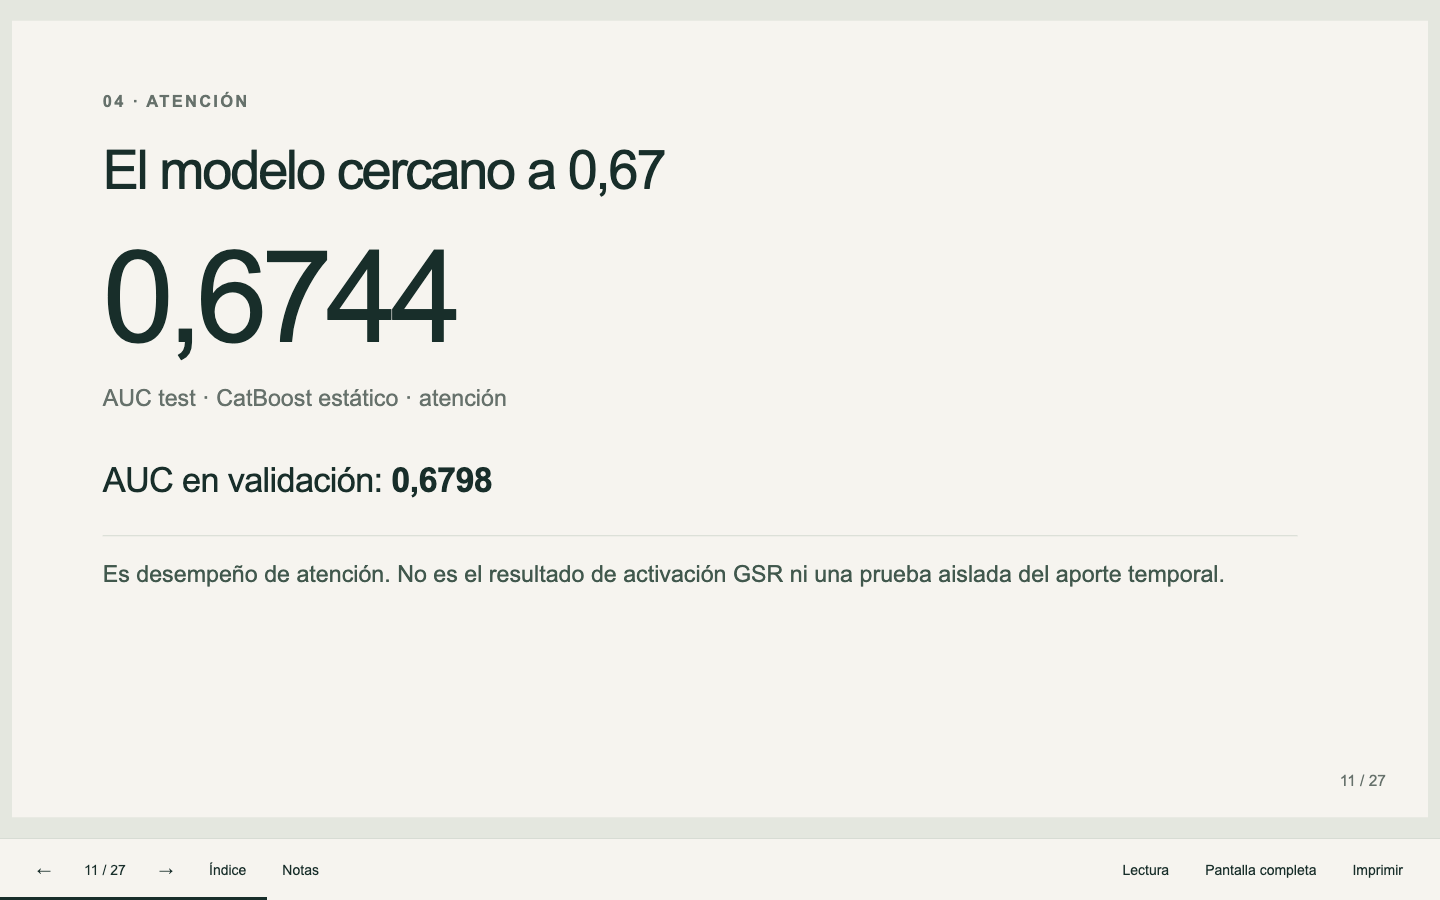 04 · ATENCIÓN
El modelo cercano a 0,67
0,6744
AUC test · CatBoost estático · atención
AUC en validación: 0,6798
Es desempeño de atención. No es el resultado de activación GSR ni una prueba aislada del aporte temporal.
11 / 27
← 11 / 27 → Índice Notas Lectura Pantalla completa Imprimir